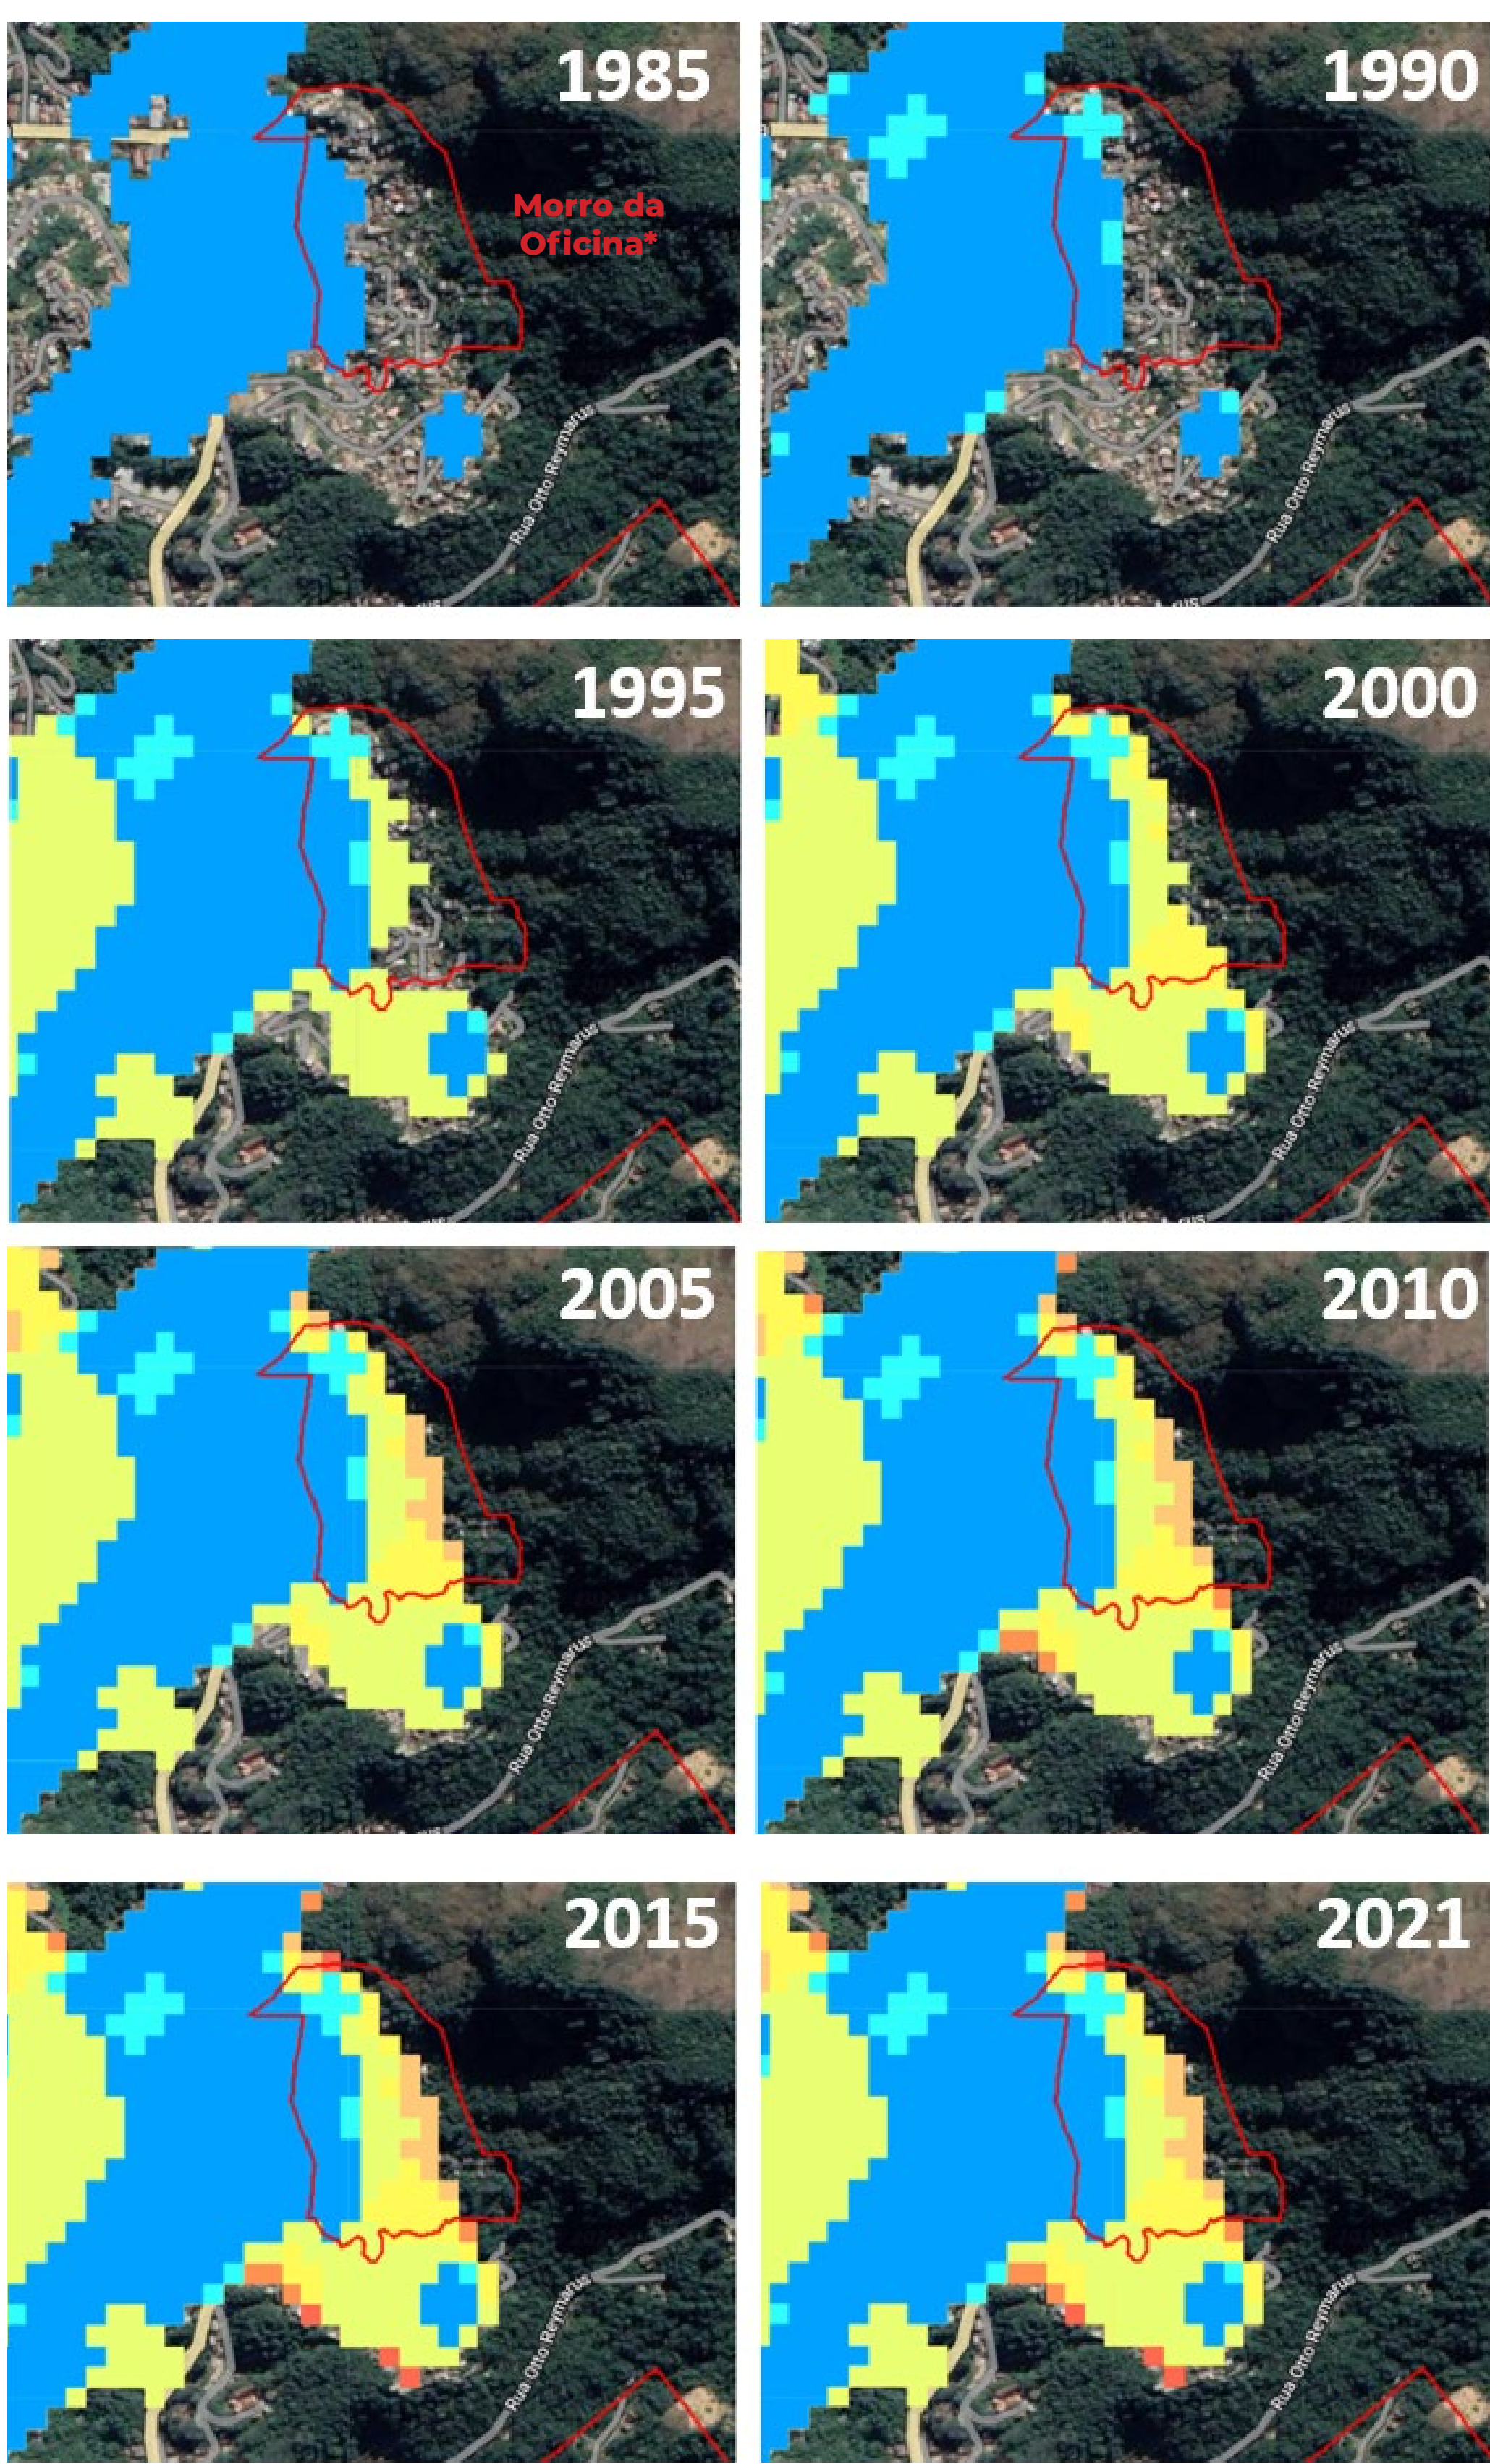 1985
Morro da
Oficina*
Rua Otto Reymarus
1990
Rua Otto Reymarus
1995
Rua Otto Reymarus
2000
Rua Otto Reymarus
2005
Rua Otto Reymarus
2010
Rua Otto Reymarus
2015
Rua Otto Reymarus
2021
Rua Otto Reymarus